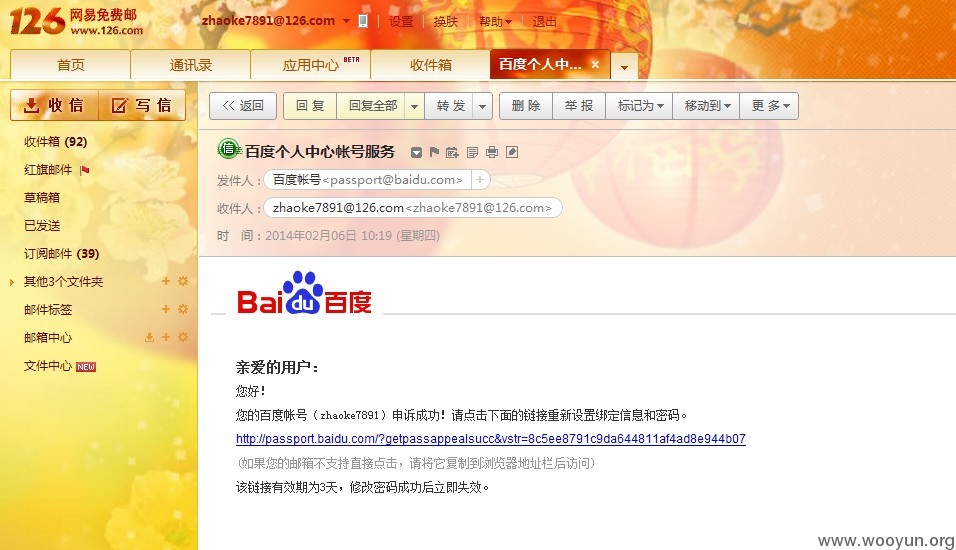 126 网易免费邮
www.126.com
zhaoke7891@126.com 设置 换肤 帮助 退出
首页 通讯录 应用中心 BETA 收件箱 百度个人中... ×
收信 写信
<< 返回 回复 回复全部 转发 删除 举报 标记为 移动到 更多
收件箱 (92)
红旗邮件
草稿箱
已发送
订阅邮件 (39)
其他3个文件夹
邮件标签
邮箱中心
文件中心 NEW
信 百度个人中心帐号服务
发件人：百度帐号<passport@baidu.com> +
收件人：zhaoke7891@126.com<zhaoke7891@126.com>
时 间：2014年02月06日 10:19 (星期四)
Bai du 百度
亲爱的用户：
您好！
您的百度帐号（zhaoke7891）申诉成功！请点击下面的链接重新设置绑定信息和密码。
http://passport.baidu.com/?getpassappealsucc&vstr=8c5ee8791c9da644811af4ad8e944b07
(如果您的邮箱不支持直接点击，请将它复制到浏览器地址栏后访问)
该链接有效期为3天，修改密码成功后立即失效。
www.wooyun.org